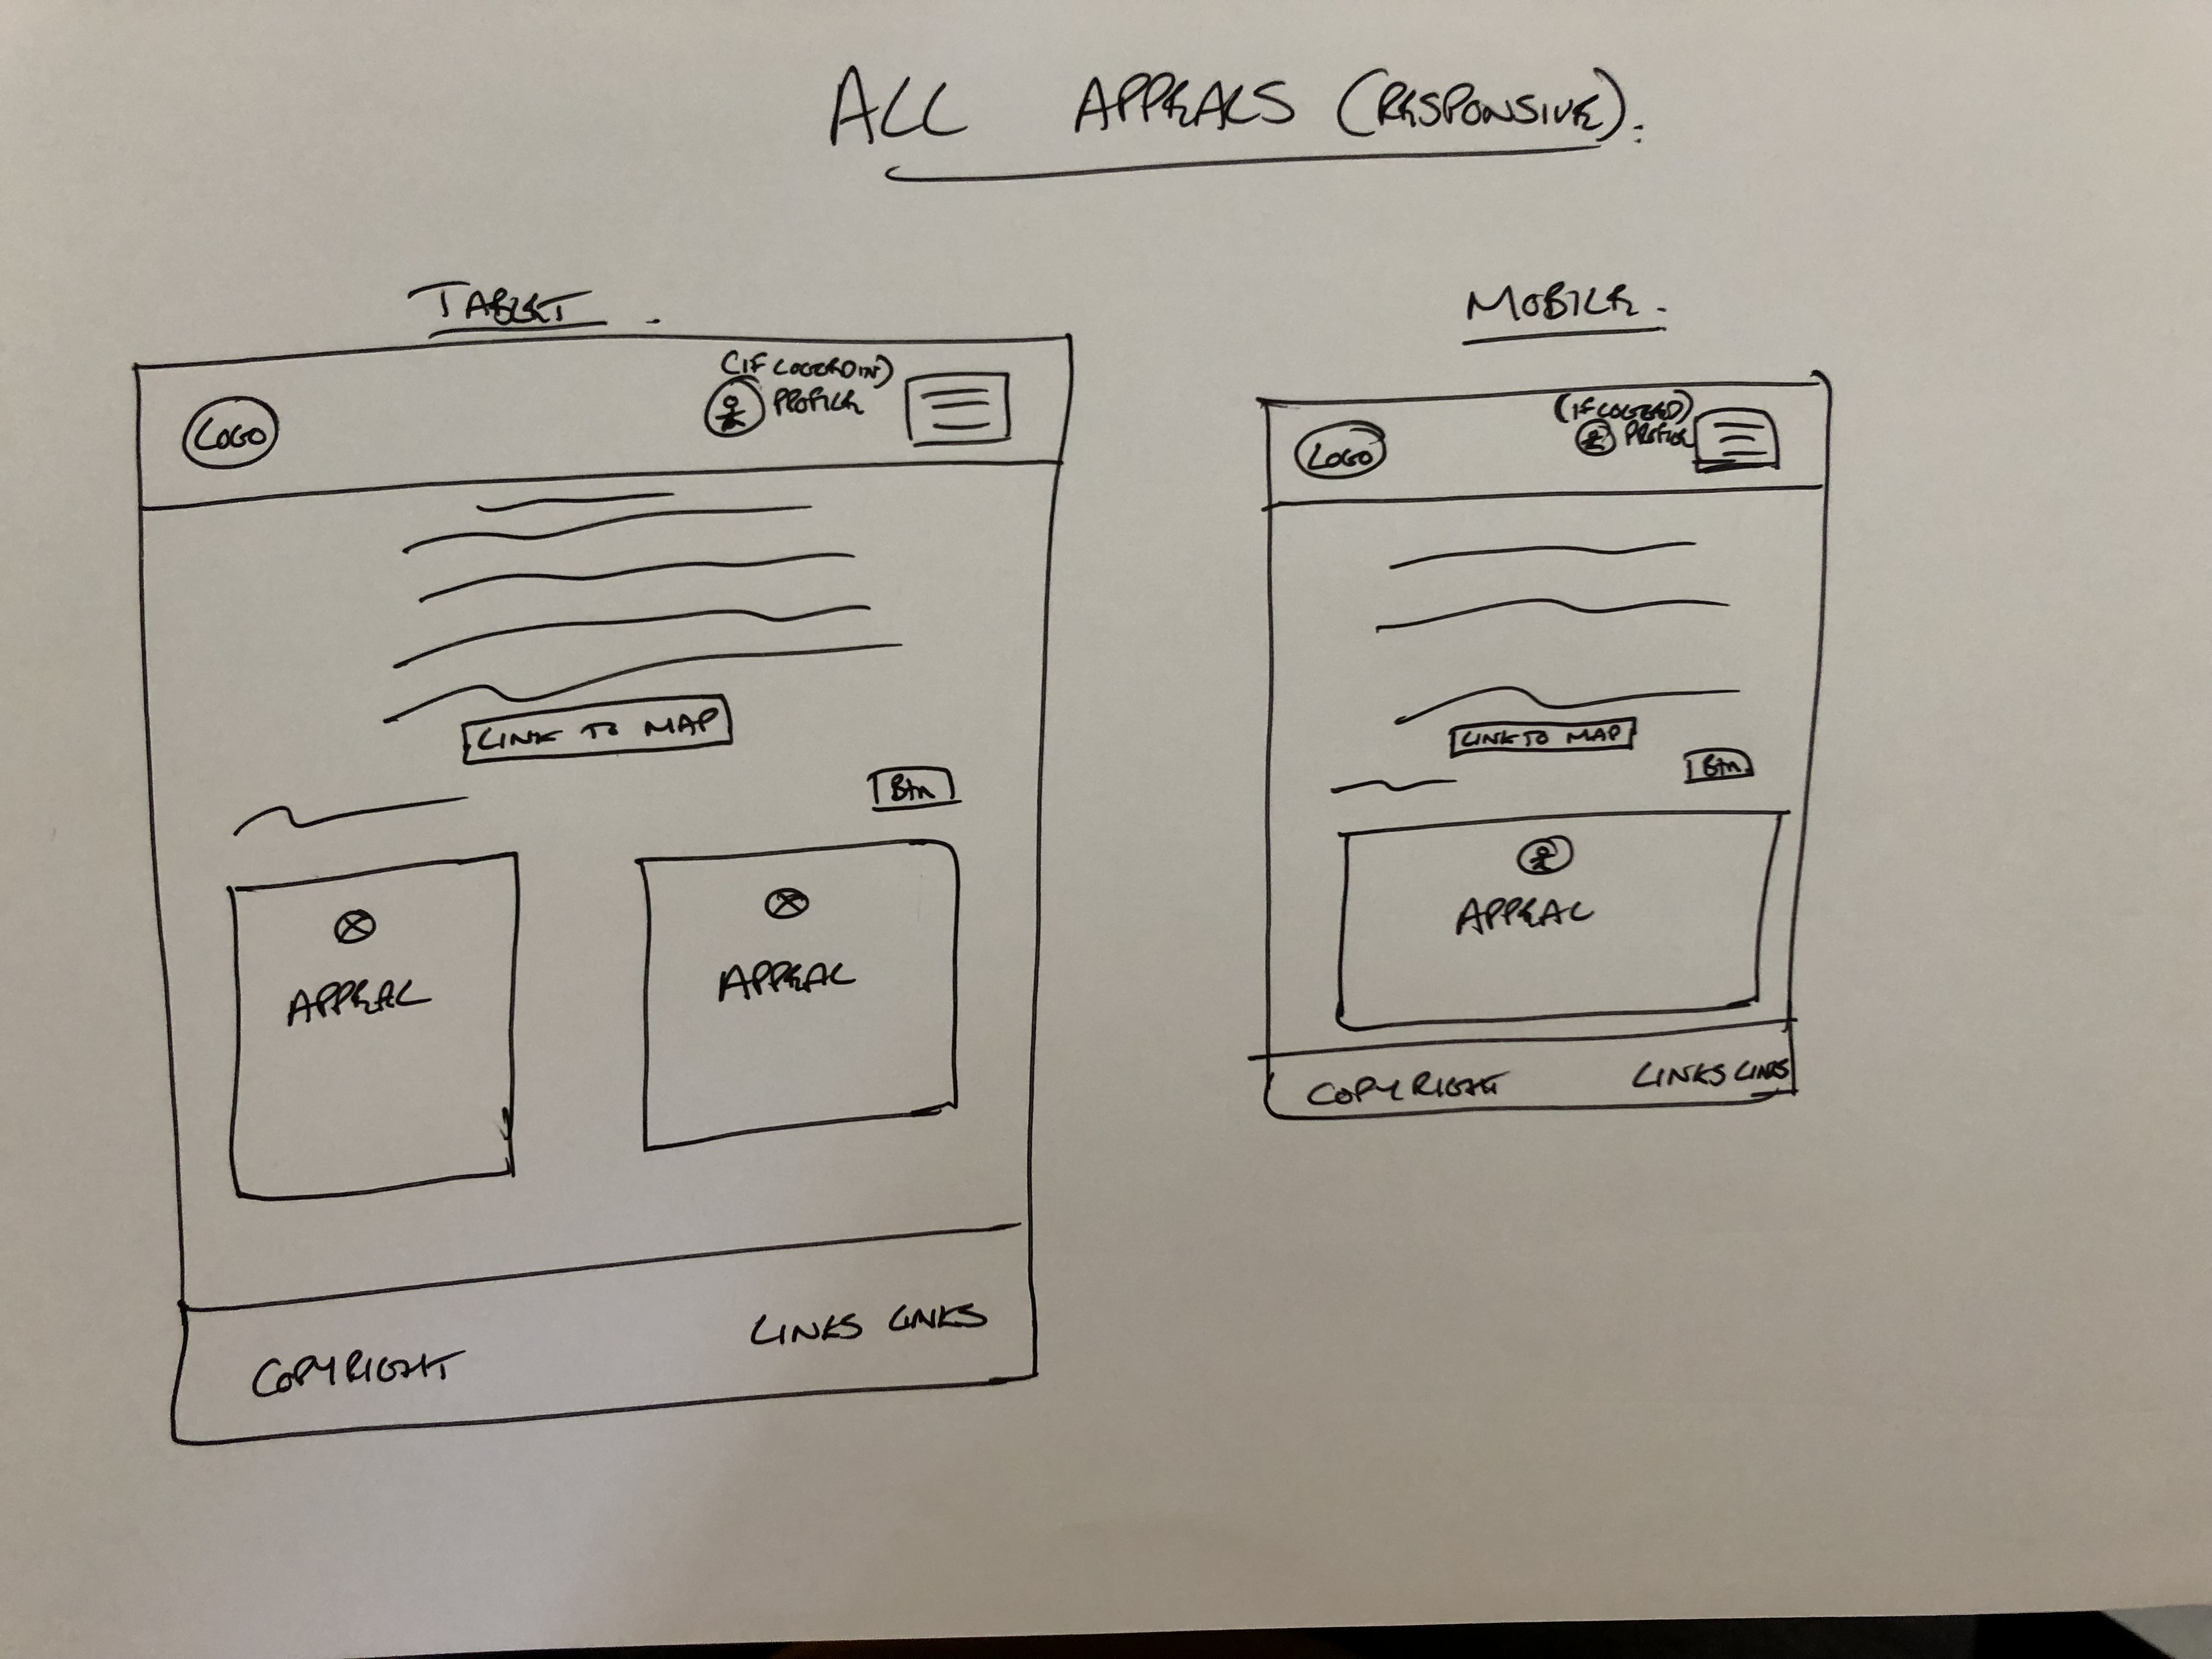 ALL APPEALS (RESPONSIVE):
TABLET.
LOGO
(IF LOGGED IN)
PROFILE
LINK TO MAP
Btn
APPEAL
APPEAL
COPYRIGHT
LINKS LINKS
MOBILE.
LOGO
(IF LOGGED)
PROFILE
LINK TO MAP
Btn
APPEAL
COPYRIGHT
LINKS LINKS